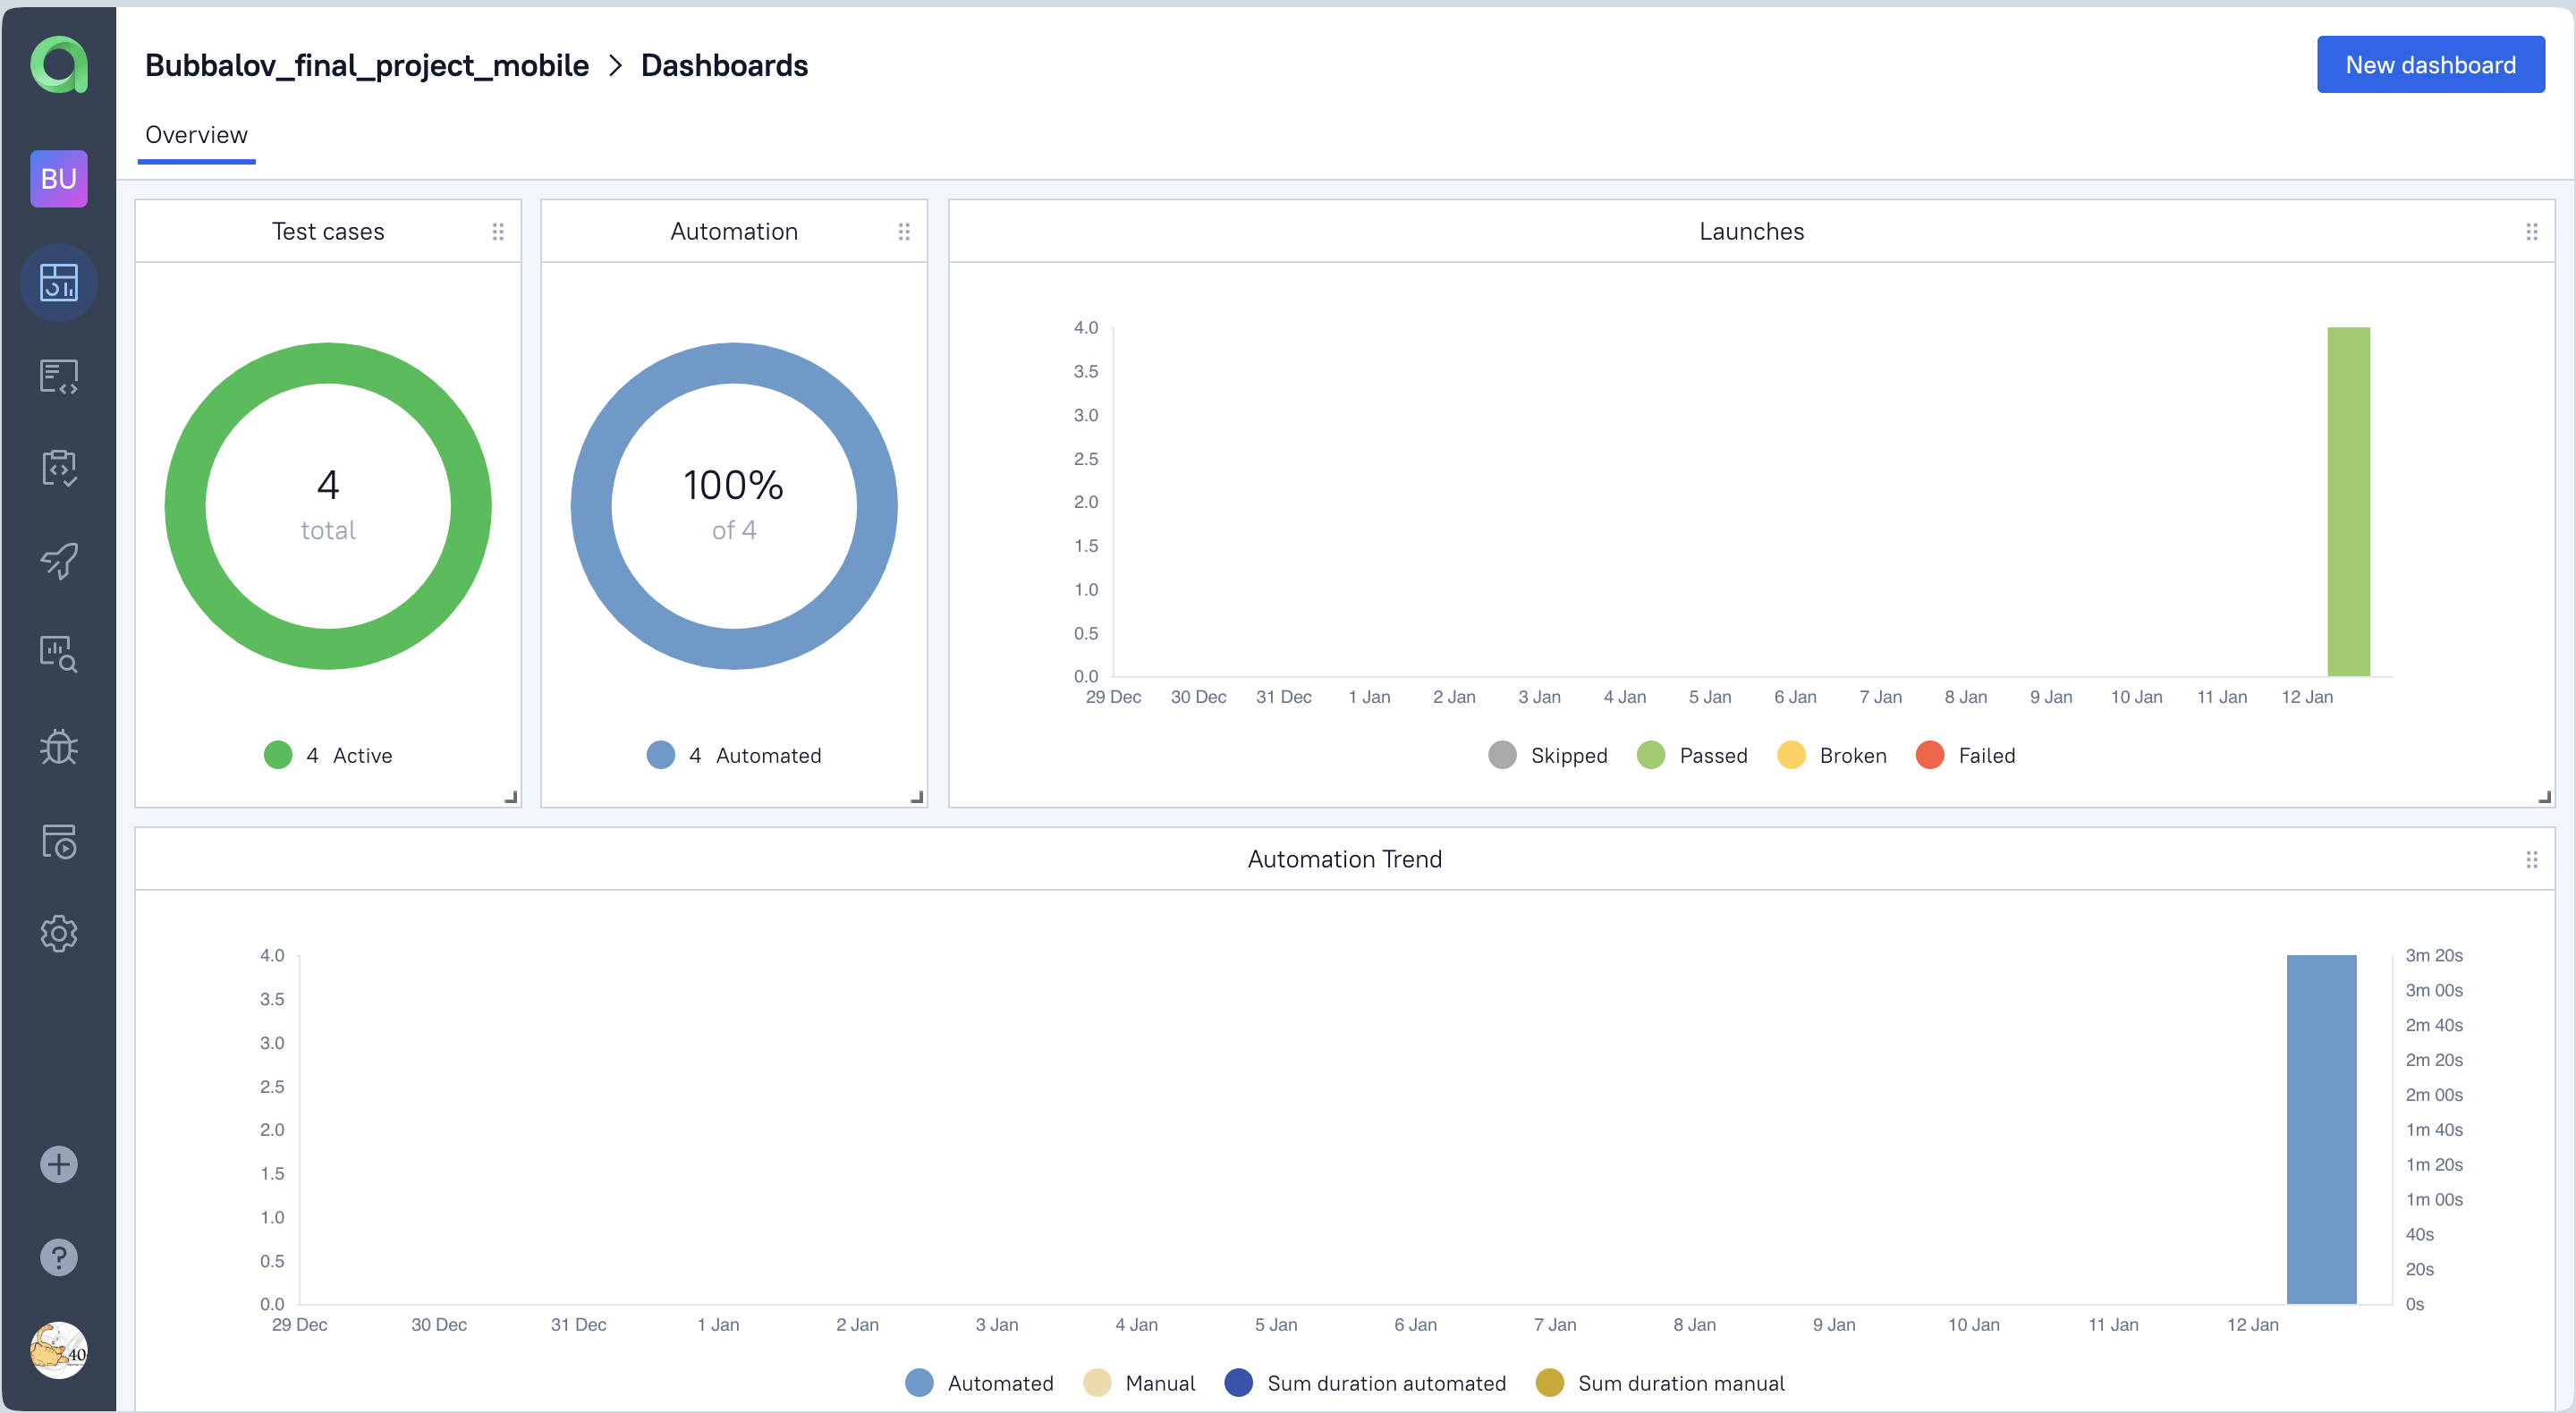 Bubbalov_final_project_mobile > Dashboards
New dashboard
Overview
BU
Test cases
4
total
4 Active
Automation
100%
of 4
4 Automated
Launches
4.0
3.5
3.0
2.5
2.0
1.5
1.0
0.5
0.0
29 Dec 30 Dec 31 Dec 1 Jan 2 Jan 3 Jan 4 Jan 5 Jan 6 Jan 7 Jan 8 Jan 9 Jan 10 Jan 11 Jan 12 Jan
Skipped Passed Broken Failed
Automation Trend
4.0
3.5
3.0
2.5
2.0
1.5
1.0
0.5
0.0
3m 20s
3m 00s
2m 40s
2m 20s
2m 00s
1m 40s
1m 20s
1m 00s
40s
20s
0s
29 Dec 30 Dec 31 Dec 1 Jan 2 Jan 3 Jan 4 Jan 5 Jan 6 Jan 7 Jan 8 Jan 9 Jan 10 Jan 11 Jan 12 Jan
Automated Manual Sum duration automated Sum duration manual
40